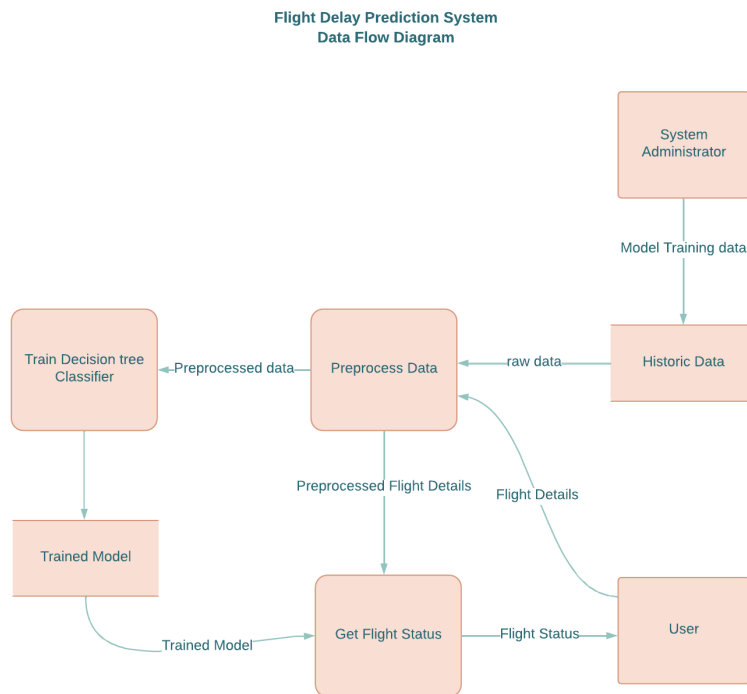 Flight Delay Prediction System
Data Flow Diagram
System
Administrator
Model Training data
Train Decision tree
Classifier
Preprocessed data
Preprocess Data
raw data
Historic Data
Preprocessed Flight Details
Flight Details
Trained Model
Trained Model
Get Flight Status
Flight Status
User